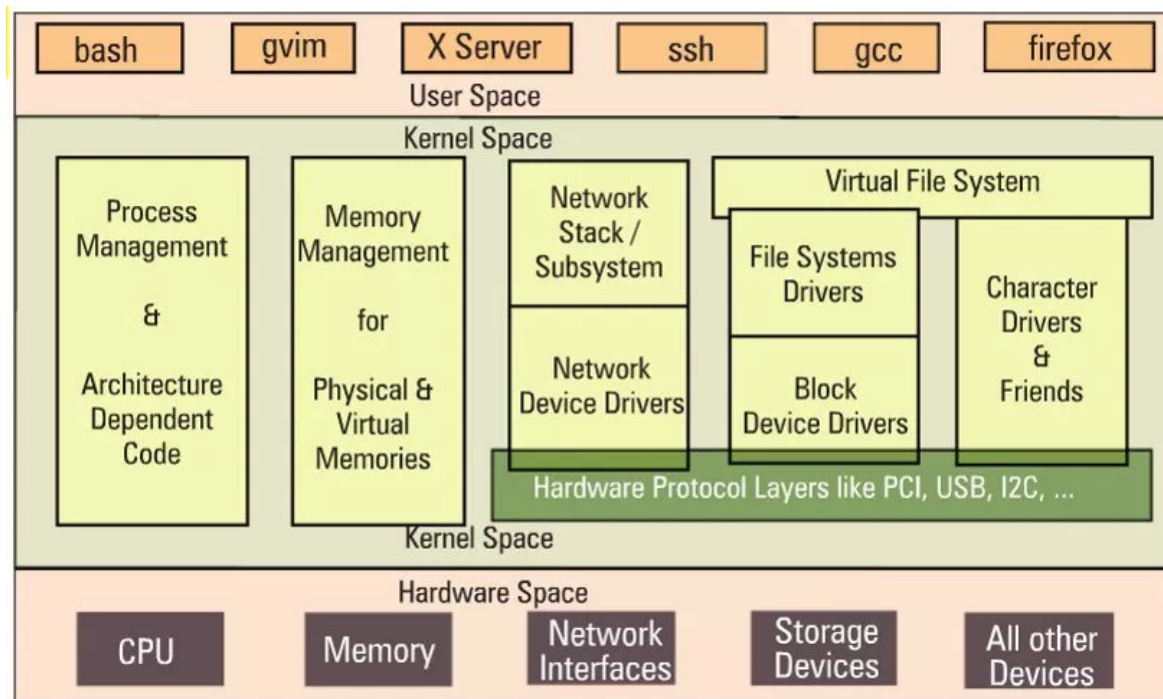 bash
gvim
X Server
ssh
gcc
firefox
User Space
Kernel Space
Process
Management
&
Architecture
Dependent
Code
Memory
Management
for
Physical &
Virtual
Memories
Network
Stack /
Subsystem
Network
Device Drivers
Virtual File System
File Systems
Drivers
Block
Device Drivers
Character
Drivers
&
Friends
Hardware Protocol Layers like PCI, USB, I2C, ...
Kernel Space
Hardware Space
CPU
Memory
Network
Interfaces
Storage
Devices
All other
Devices